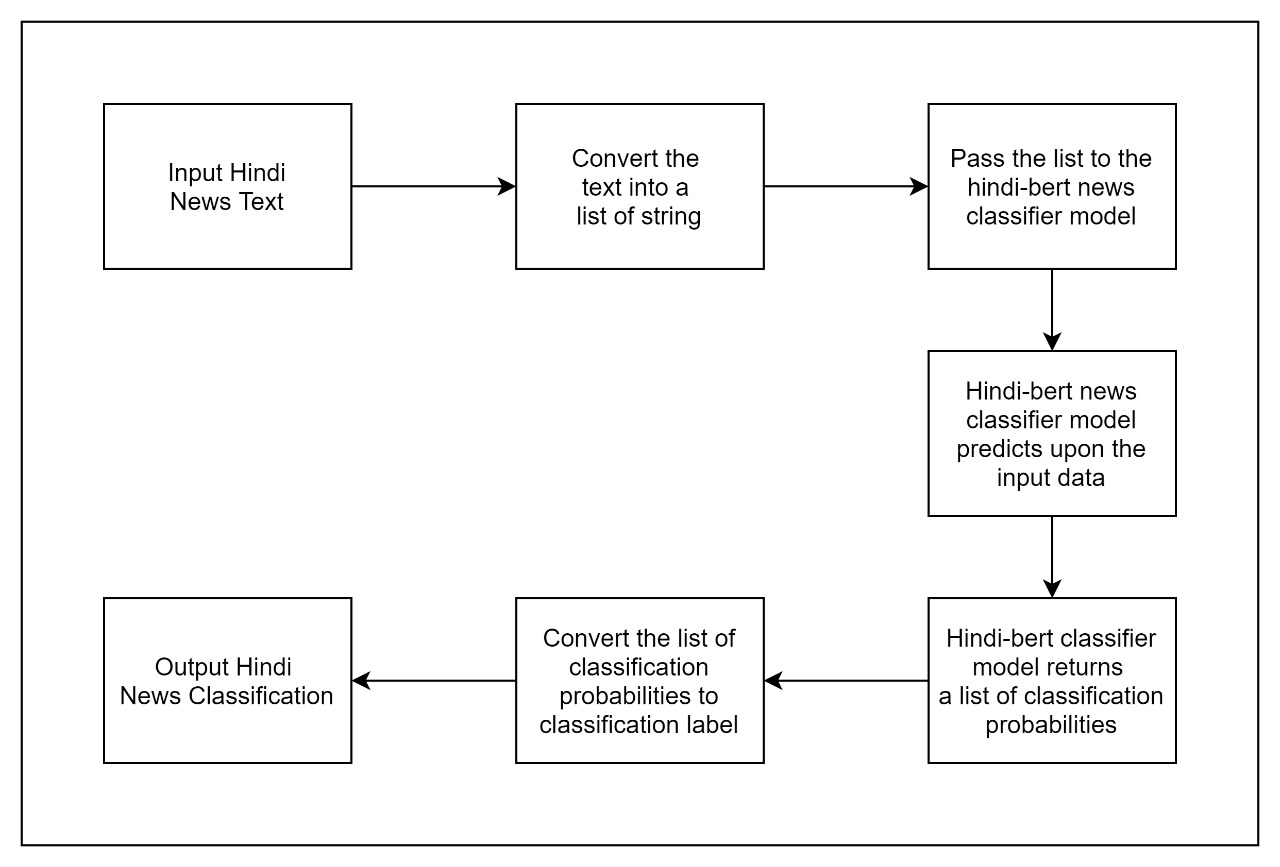 Input Hindi
News Text
Convert the
text into a
list of string
Pass the list to the
hindi-bert news
classifier model
Hindi-bert news
classifier model
predicts upon the
input data
Hindi-bert classifier
model returns
a list of classification
probabilities
Convert the list of
classification
probabilities to
classification label
Output Hindi
News Classification